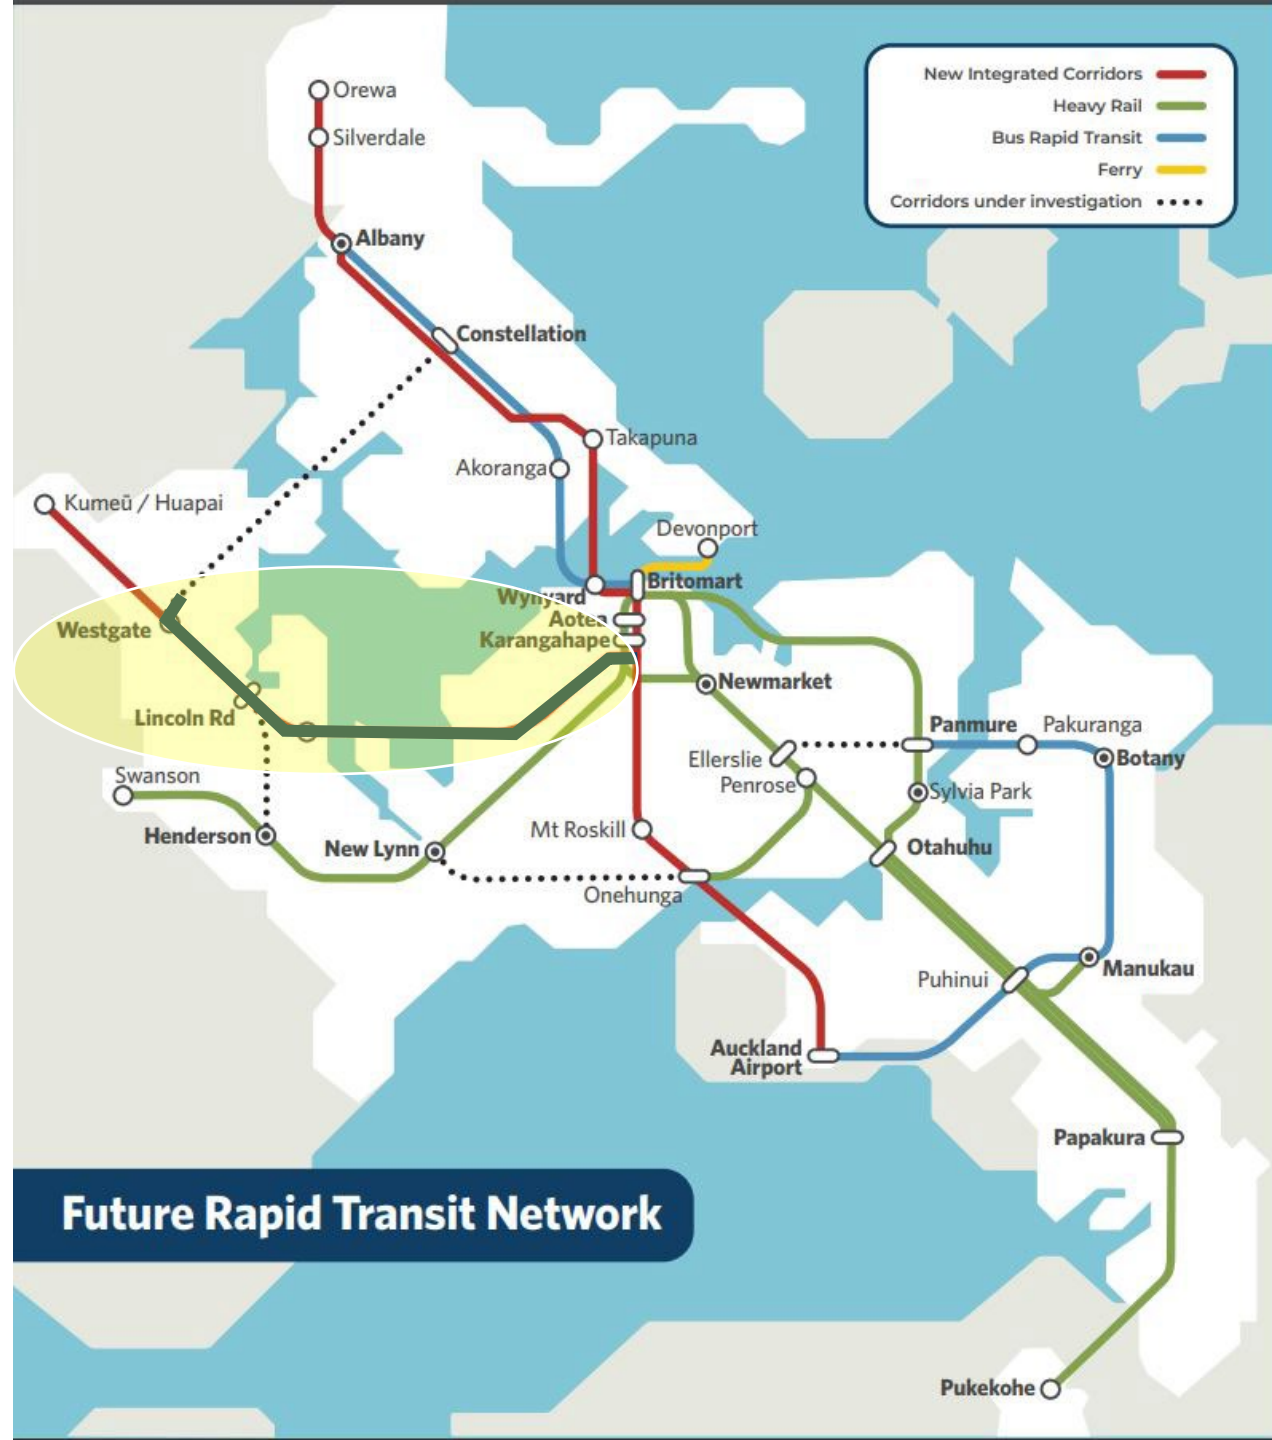 New Integrated Corridors
Heavy Rail
Bus Rapid Transit
Ferry
Corridors under investigation
Orewa
Silverdale
Albany
Constellation
Takapuna
Akoranga
Kumeū / Huapai
Devonport
Britomart
Wynyard
Aotea
Karangahape
Westgate
Newmarket
Lincoln Rd
Panmure
Pakuranga
Botany
Ellerslie
Penrose
Swanson
Sylvia Park
Henderson
New Lynn
Mt Roskill
Otahuhu
Onehunga
Manukau
Puhinui
Auckland
Airport
Papakura
Future Rapid Transit Network
Pukekohe